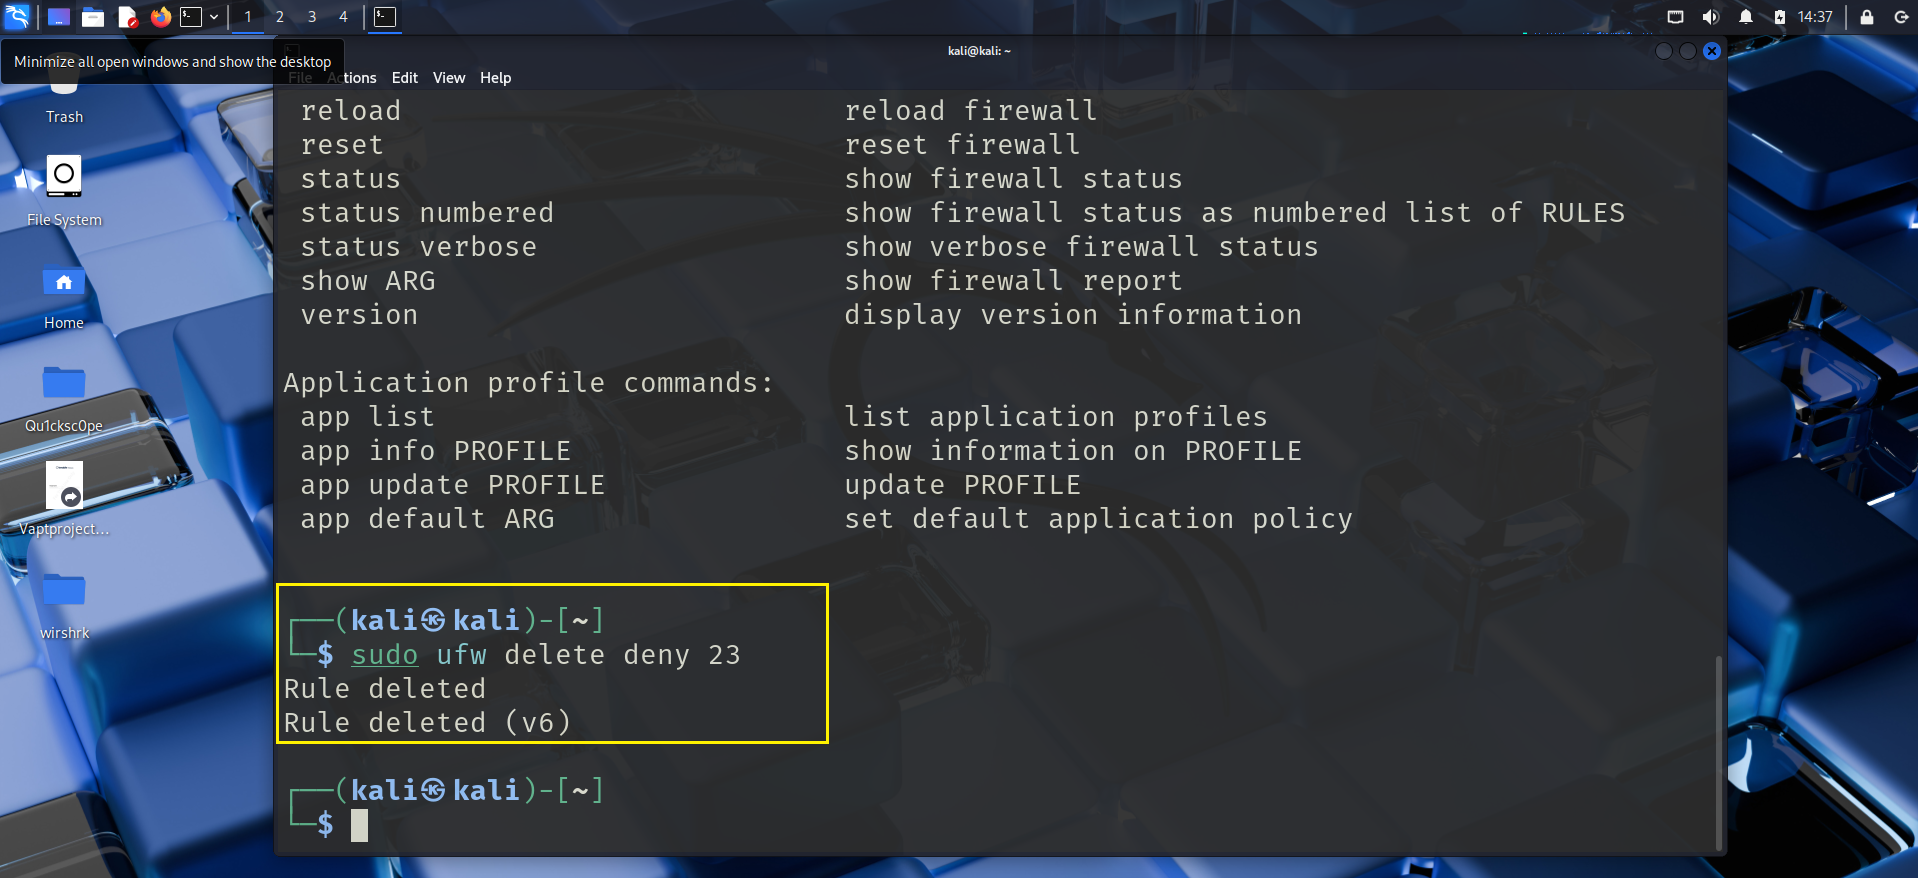 1 2 3 4
14:37
Minimize all open windows and show the desktop
kali@kali: ~
File Actions Edit View Help
Trash
File System
Home
Qu1cksc0pe
Vaptproject...
wirshrk
reload reload firewall
reset reset firewall
status show firewall status
status numbered show firewall status as numbered list of RULES
status verbose show verbose firewall status
show ARG show firewall report
version display version information
Application profile commands:
app list list application profiles
app info PROFILE show information on PROFILE
app update PROFILE update PROFILE
app default ARG set default application policy
┌──(kali㉿kali)-[~]
└─$ sudo ufw delete deny 23
Rule deleted
Rule deleted (v6)
┌──(kali㉿kali)-[~]
└─$